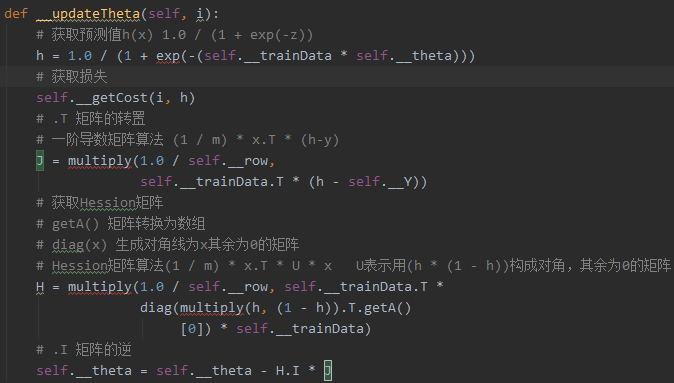 def __updateTheta(self, i):
# 获取预测值h(x) 1.0 / (1 + exp(-z))
h = 1.0 / (1 + exp(-(self.__trainData * self.__theta)))
# 获取损失
self.__getCost(i, h)
# .T 矩阵的转置
# 一阶导数矩阵算法 (1 / m) * x.T * (h-y)
J = multiply(1.0 / self.__row,
self.__trainData.T * (h - self.__Y))
# 获取Hession矩阵
# getA() 矩阵转换为数组
# diag(x) 生成对角线为x其余为0的矩阵
# Hession矩阵算法(1 / m) * x.T * U * x   U表示用(h * (1 - h))构成对角，其余为0的矩阵
H = multiply(1.0 / self.__row, self.__trainData.T *
diag(multiply(h, (1 - h)).T.getA()
[0]) * self.__trainData)
# .I 矩阵的逆
self.__theta = self.__theta - H.I * J